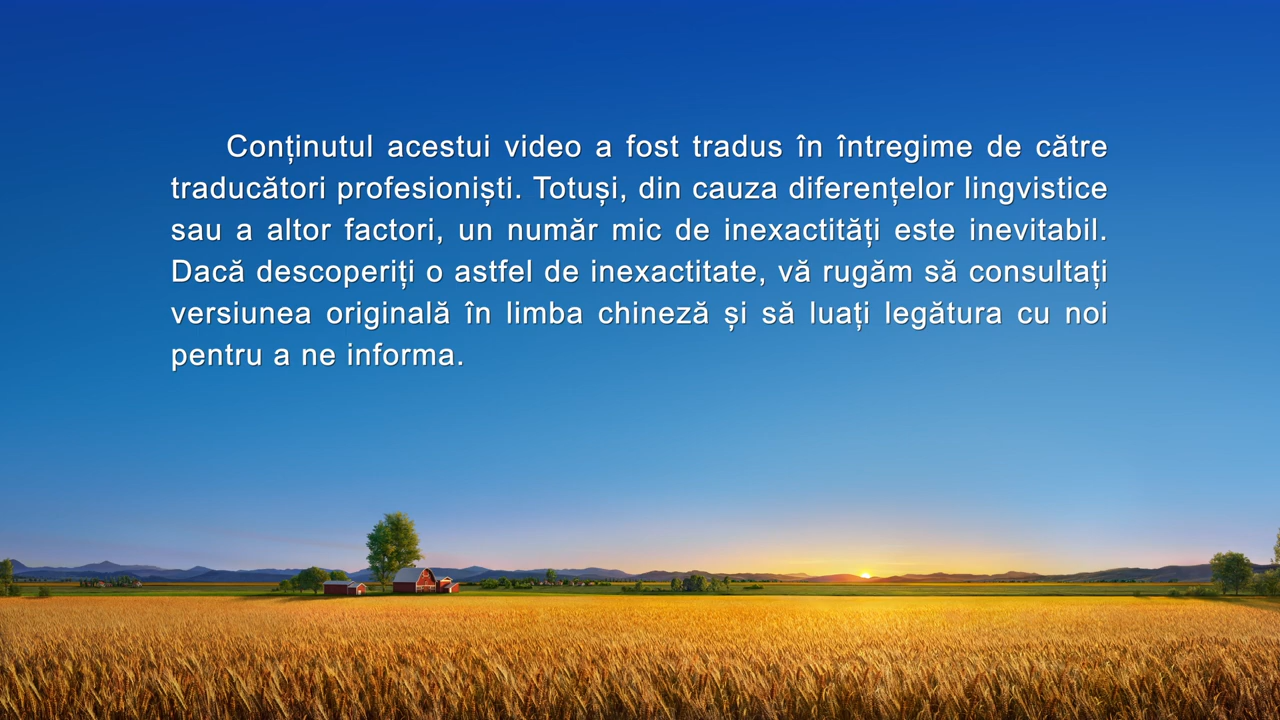 Conținutul acestui video a fost tradus în întregime de către
traducători profesioniști. Totuși, din cauza diferențelor lingvistice
sau a altor factori, un număr mic de inexactități este inevitabil.
Dacă descoperiți o astfel de inexactitate, vă rugăm să consultați
versiunea originală în limba chineză și să luați legătura cu noi
pentru a ne informa.